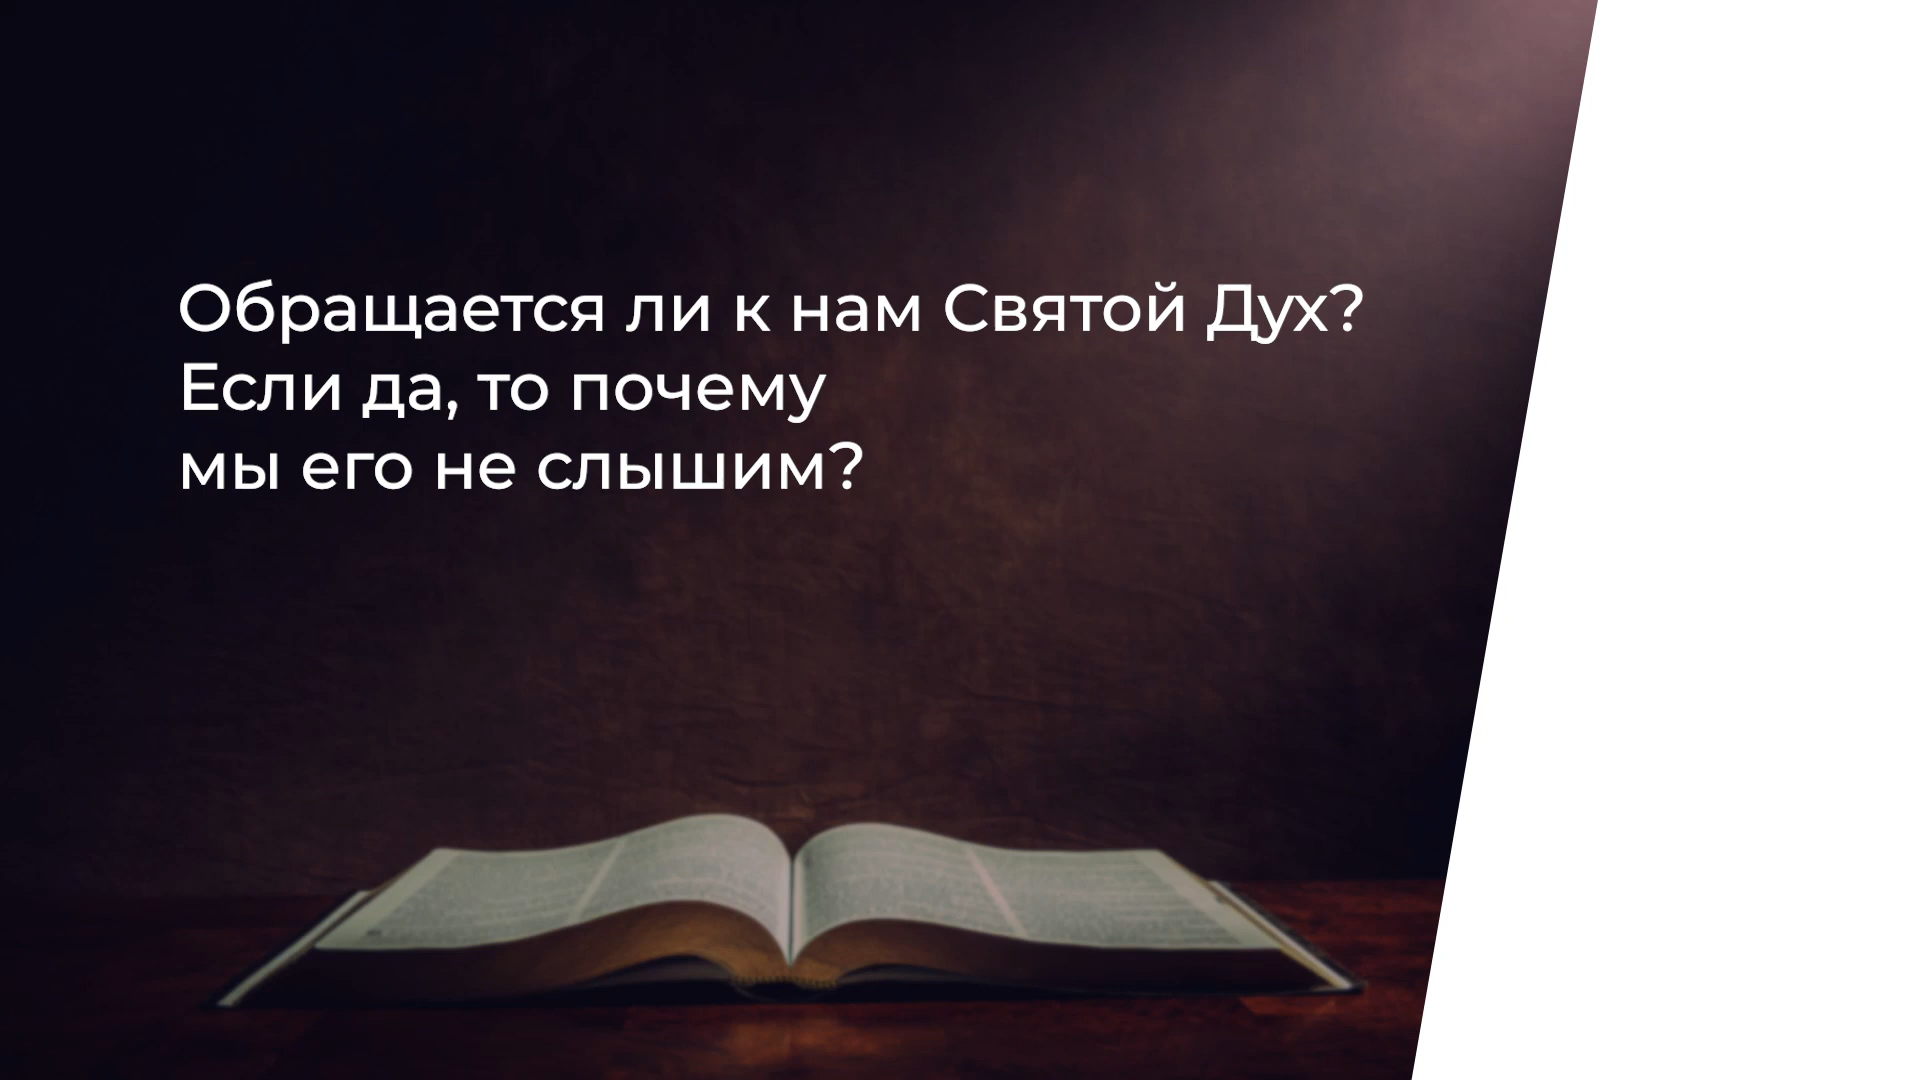 Обращается ли к нам Святой Дух?
Если да, то почему
мы его не слышим?